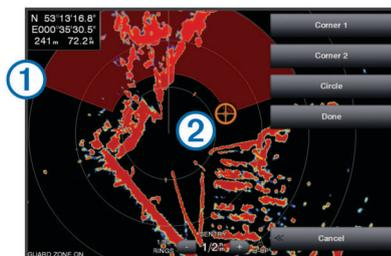 N 53°13'16.8"
E000°35'30.5"
241m 72.2
Corner 1
Corner 2
Circle
Done
1
2
SENTRY
RINGS - 1/2 +
GUARD ZONE ON
Cancel